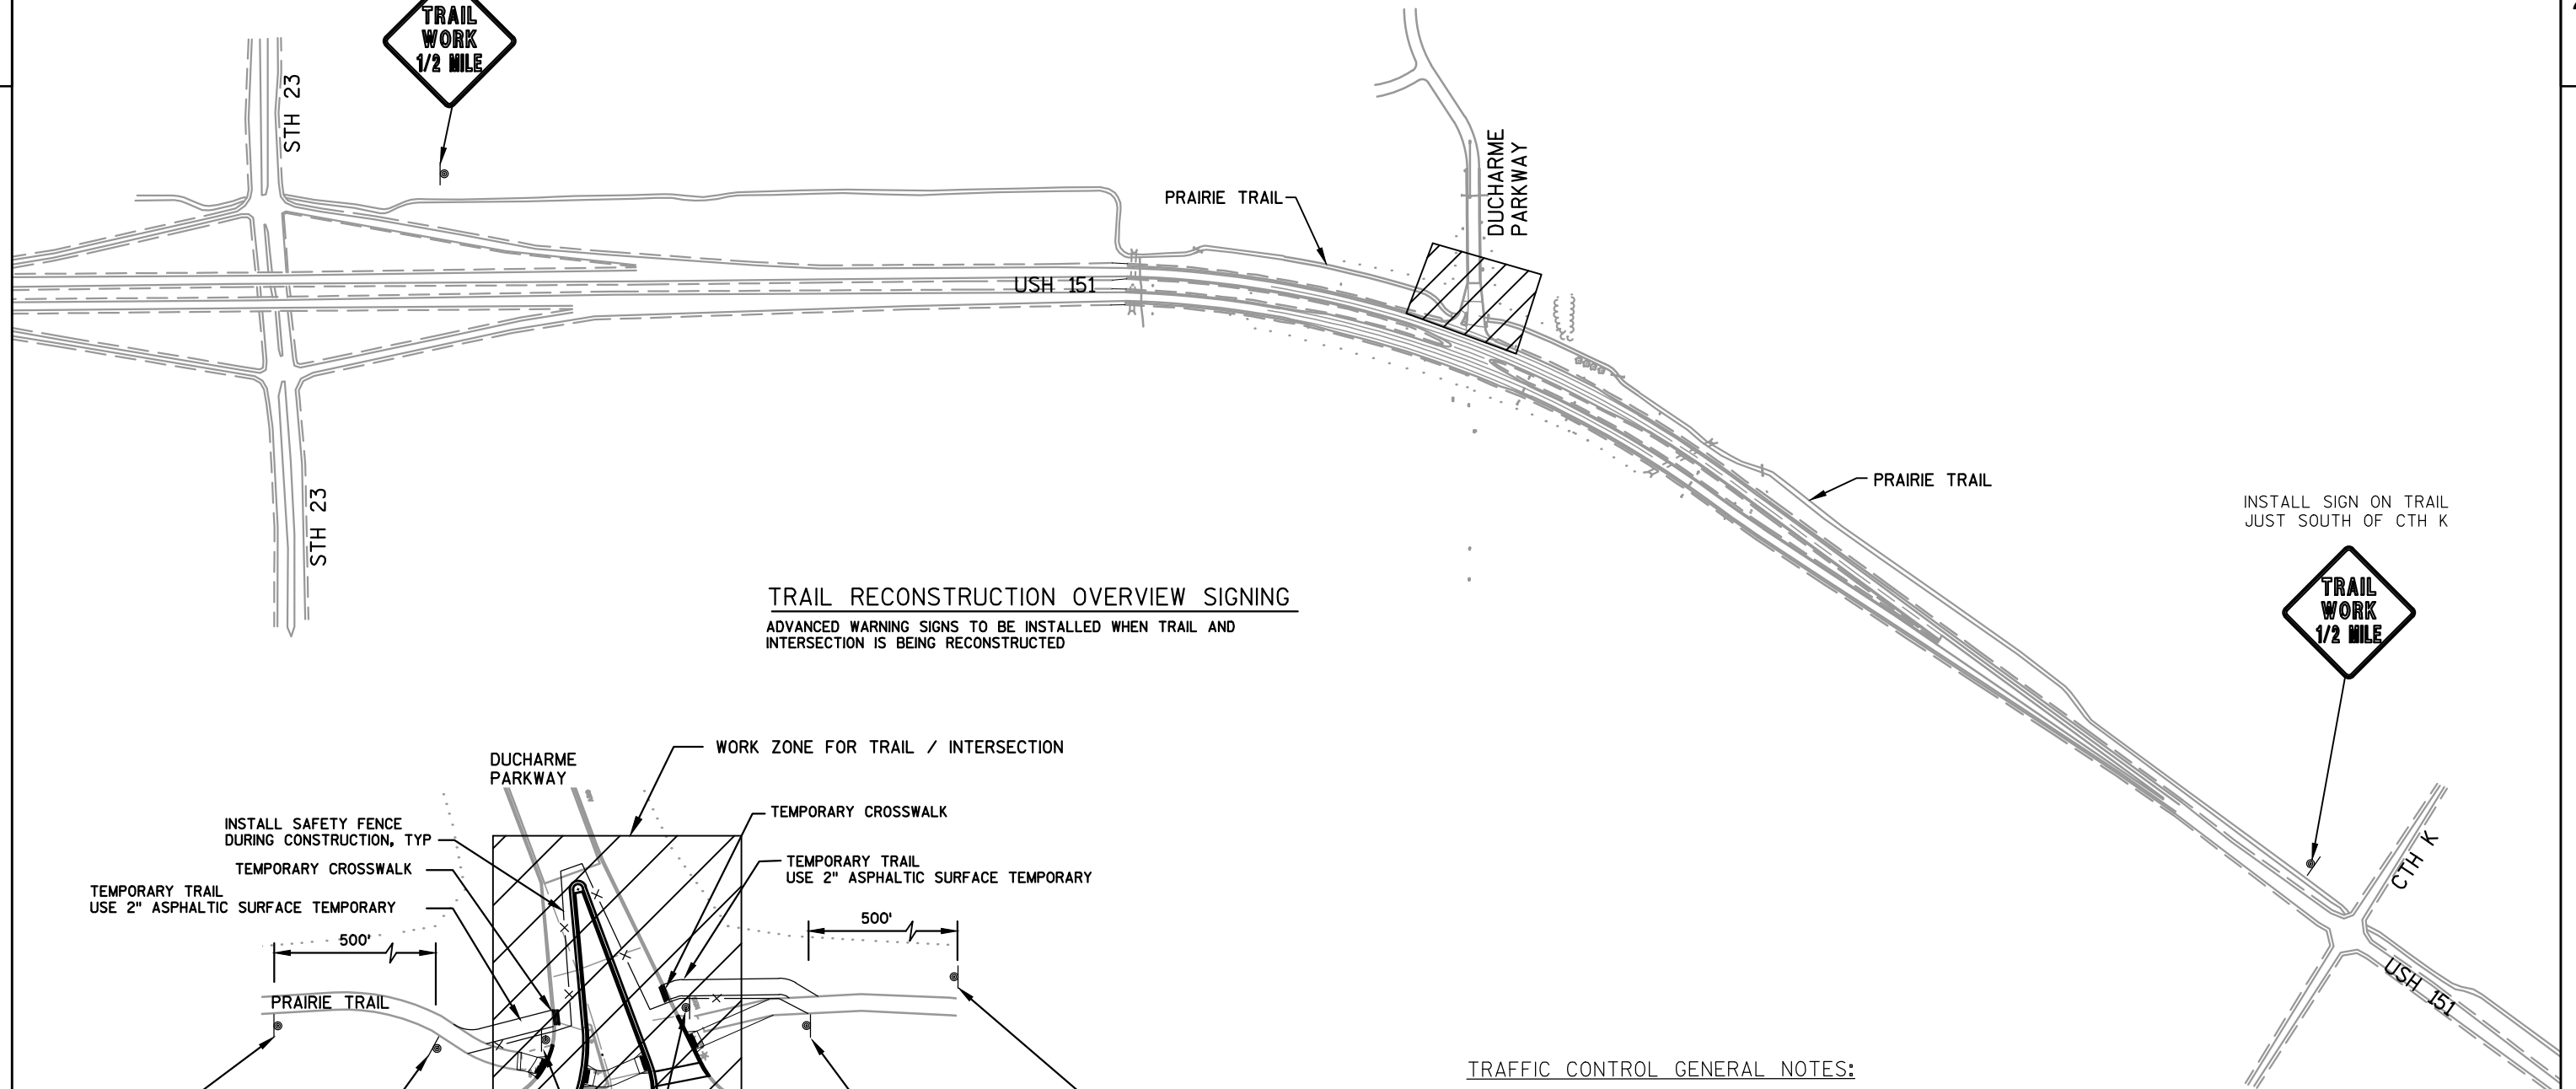 TRAIL
WORK
1/2 MILE
STH 23
DUCHARME
PARKWAY
PRAIRIE TRAIL
USH 151
PRAIRIE TRAIL
STH 23
INSTALL SIGN ON TRAIL
JUST SOUTH OF CTH K
TRAIL
WORK
1/2 MILE
TRAIL RECONSTRUCTION OVERVIEW SIGNING
ADVANCED WARNING SIGNS TO BE INSTALLED WHEN TRAIL AND
INTERSECTION IS BEING RECONSTRUCTED
CTH K
USH 151
WORK ZONE FOR TRAIL / INTERSECTION
DUCHARME
PARKWAY
TEMPORARY CROSSWALK
INSTALL SAFETY FENCE
DURING CONSTRUCTION, TYP
TEMPORARY CROSSWALK
TEMPORARY TRAIL
USE 2" ASPHALTIC SURFACE TEMPORARY
TEMPORARY TRAIL
USE 2" ASPHALTIC SURFACE TEMPORARY
500'
500'
PRAIRIE TRAIL
TRAFFIC CONTROL GENERAL NOTES: